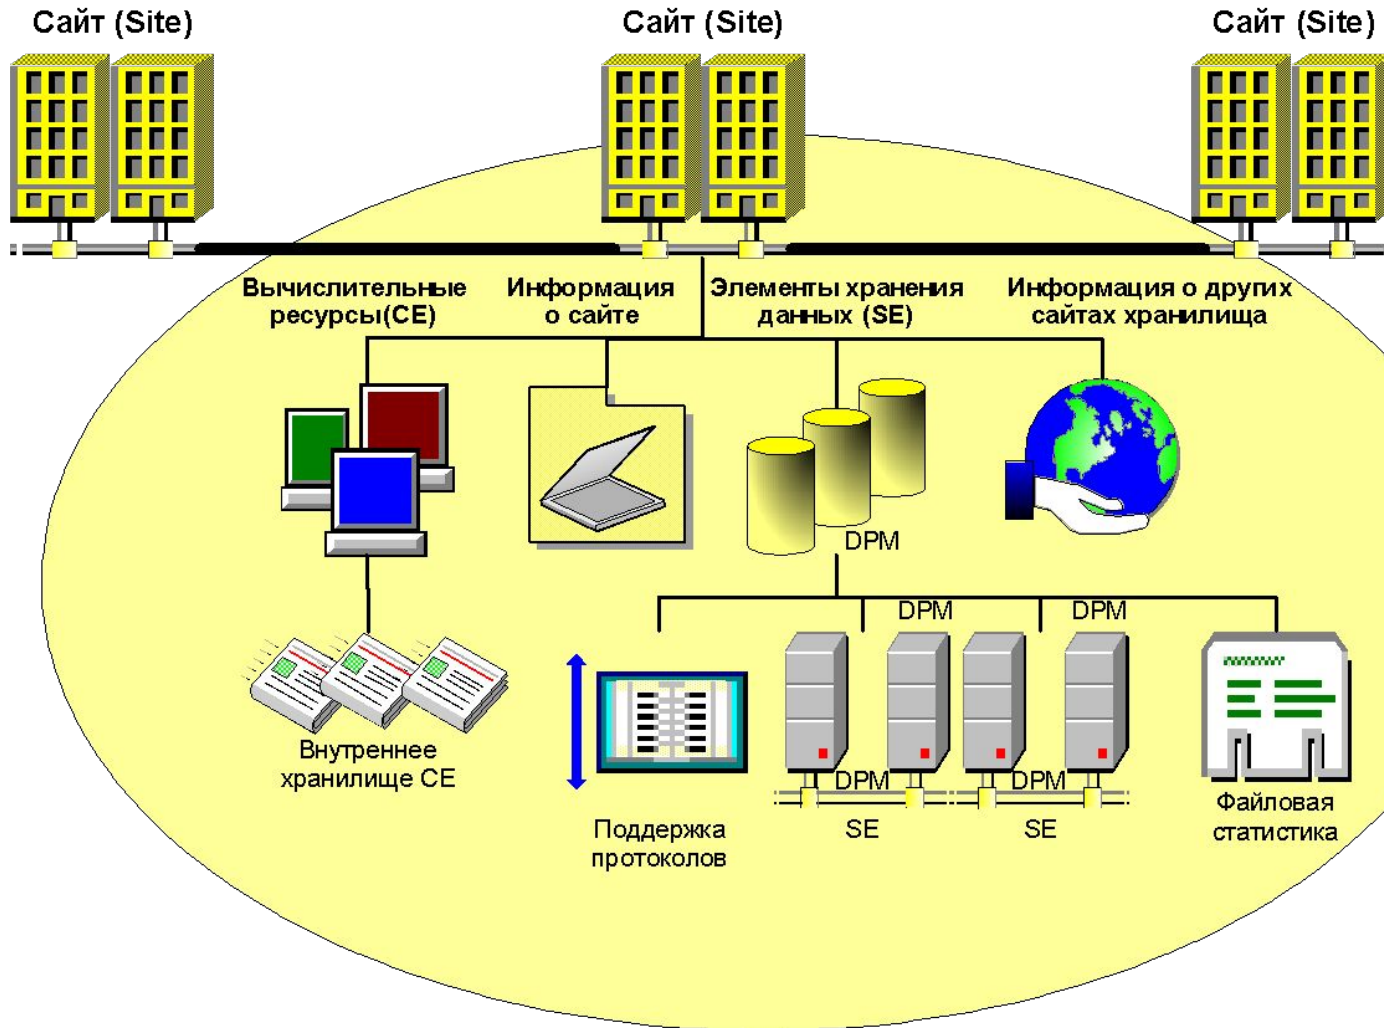 Сайт (Site)
Сайт (Site)
Сайт (Site)
Вычислительные
ресурсы(CE)
Информация
о сайте
Элементы хранения
данных (SE)
Информация о других
сайтах хранилища
DPM
DPM
DPM
Внутреннее
хранилище CE
Поддержка
протоколов
DPM
SE
DPM
SE
Файловая
статистика